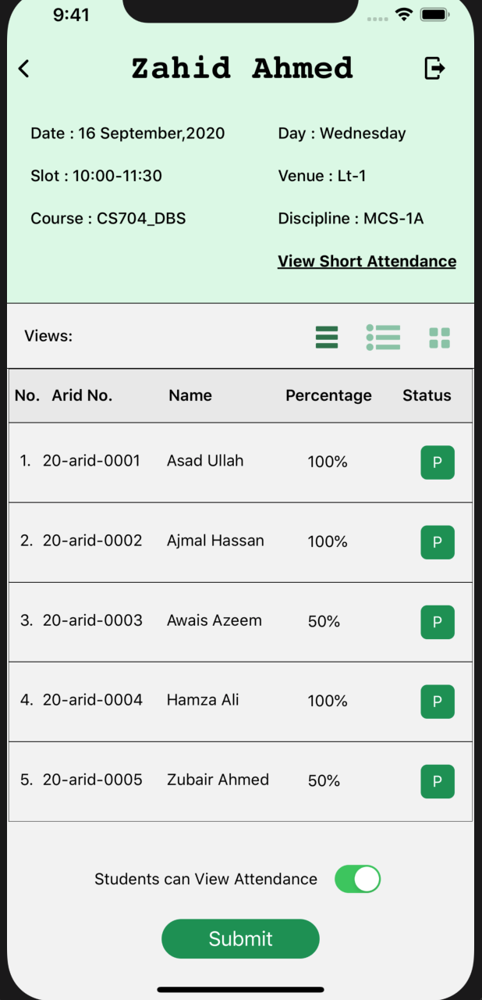 9:41
Zahid Ahmed
Date : 16 September,2020 Day : Wednesday
Slot : 10:00-11:30 Venue : Lt-1
Course : CS704_DBS Discipline : MCS-1A
View Short Attendance
Views:
No. Arid No. Name Percentage Status
1. 20-arid-0001 Asad Ullah 100% P
2. 20-arid-0002 Ajmal Hassan 100% P
3. 20-arid-0003 Awais Azeem 50% P
4. 20-arid-0004 Hamza Ali 100% P
5. 20-arid-0005 Zubair Ahmed 50% P
Students can View Attendance
Submit